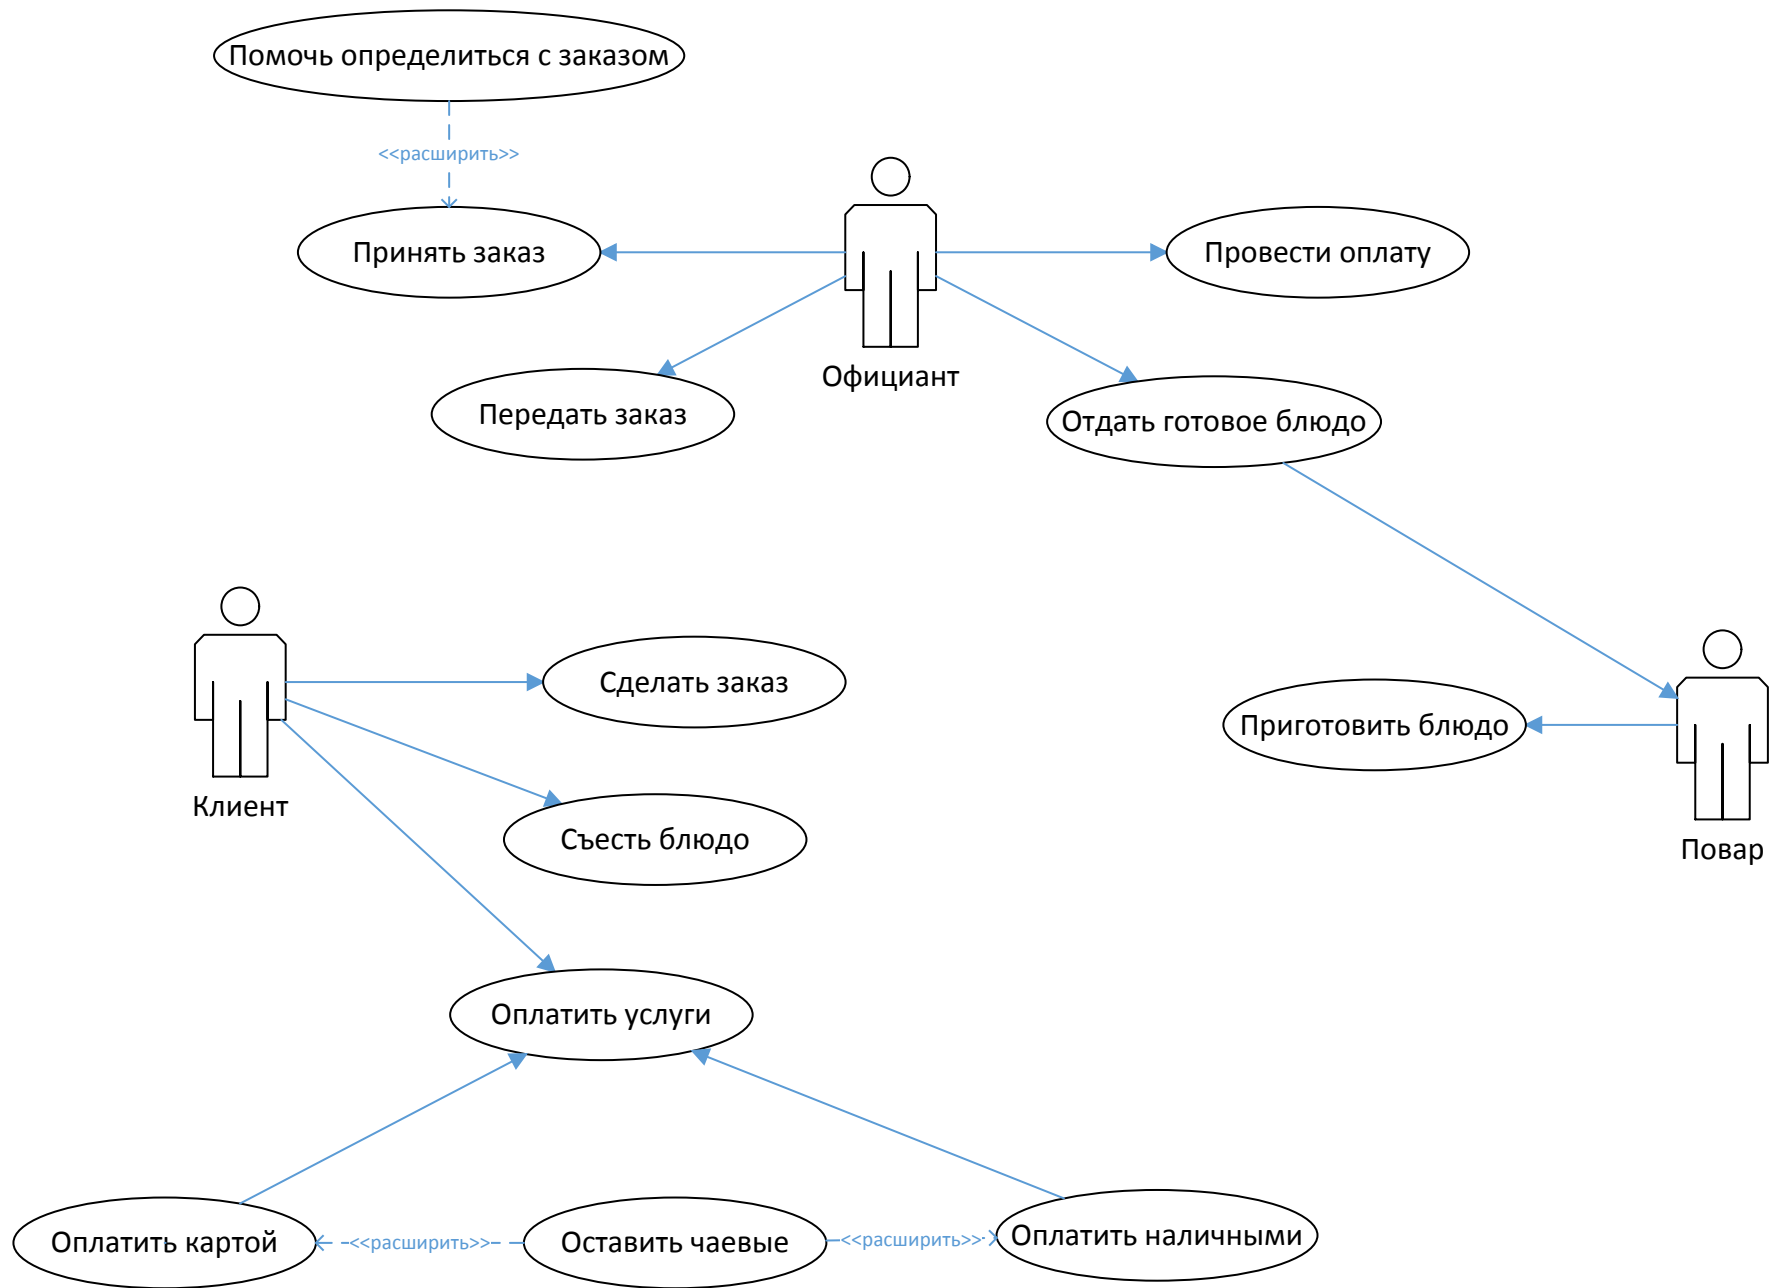 Помочь определиться с заказом
<<расширить>>
Принять заказ
Провести оплату
Официант
Передать заказ
Отдать готовое блюдо
Сделать заказ
Приготовить блюдо
Клиент
Съесть блюдо
Повар
Оплатить услуги
Оплатить картой
<<расширить>>
Оставить чаевые
<<расширить>>
Оплатить наличными